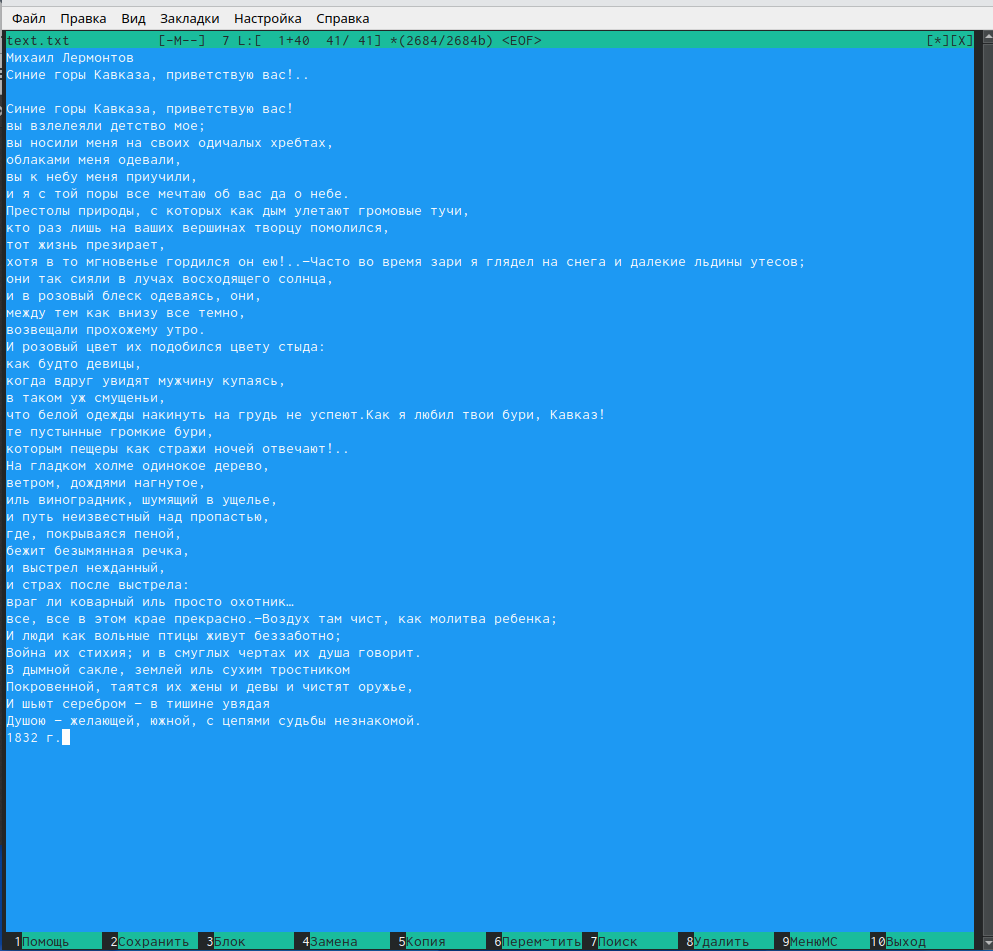 Файл Правка Вид Закладки Настройка Справка
text.txt [-M--] 7 L:[ 1+40 41/ 41] *(2684/2684b) <EOF> [*][X]
Михаил Лермонтов
Синие горы Кавказа, приветствую вас!..
Синие горы Кавказа, приветствую вас!
вы взлелеяли детство мое;
вы носили меня на своих одичалых хребтах,
облаками меня одевали,
вы к небу меня приучили,
и я с той поры все мечтаю об вас да о небе.
Престолы природы, с которых как дым улетают громовые тучи,
кто раз лишь на ваших вершинах творцу помолился,
тот жизнь презирает,
хотя в то мгновенье гордился он ею!..—Часто во время зари я глядел на снега и далекие льдины утесов;
они так сияли в лучах восходящего солнца,
и в розовый блеск одеваясь, они,
между тем как внизу все темно,
возвещали прохожему утро.
И розовый цвет их подобился цвету стыда:
как будто девицы,
когда вдруг увидят мужчину купаясь,
в таком уж смущеньи,
что белой одежды накинуть на грудь не успеют.Как я любил твои бури, Кавказ!
те пустынные громкие бури,
которым пещеры как стражи ночей отвечают!..
На гладком холме одинокое дерево,
ветром, дождями нагнутое,
иль виноградник, шумящий в ущелье,
и путь неизвестный над пропастью,
где, покрываяся пеной,
бежит безымянная речка,
и выстрел нежданный,
и страх после выстрела:
враг ли коварный иль просто охотник…
все, все в этом крае прекрасно.—Воздух там чист, как молитва ребенка;
И люди как вольные птицы живут беззаботно;
Война их стихия; и в смуглых чертах их душа говорит.
В дымной сакле, землей иль сухим тростником
Покровенной, таятся их жены и девы и чистят оружье,
И шьют серебром — в тишине увядая
Душою — желающей, южной, с цепями судьбы незнакомой.
1832 г.
1Помощь 2Сохранить 3Блок 4Замена 5Копия 6Перем~тить 7Поиск 8Удалить 9МенюMC 10Выход